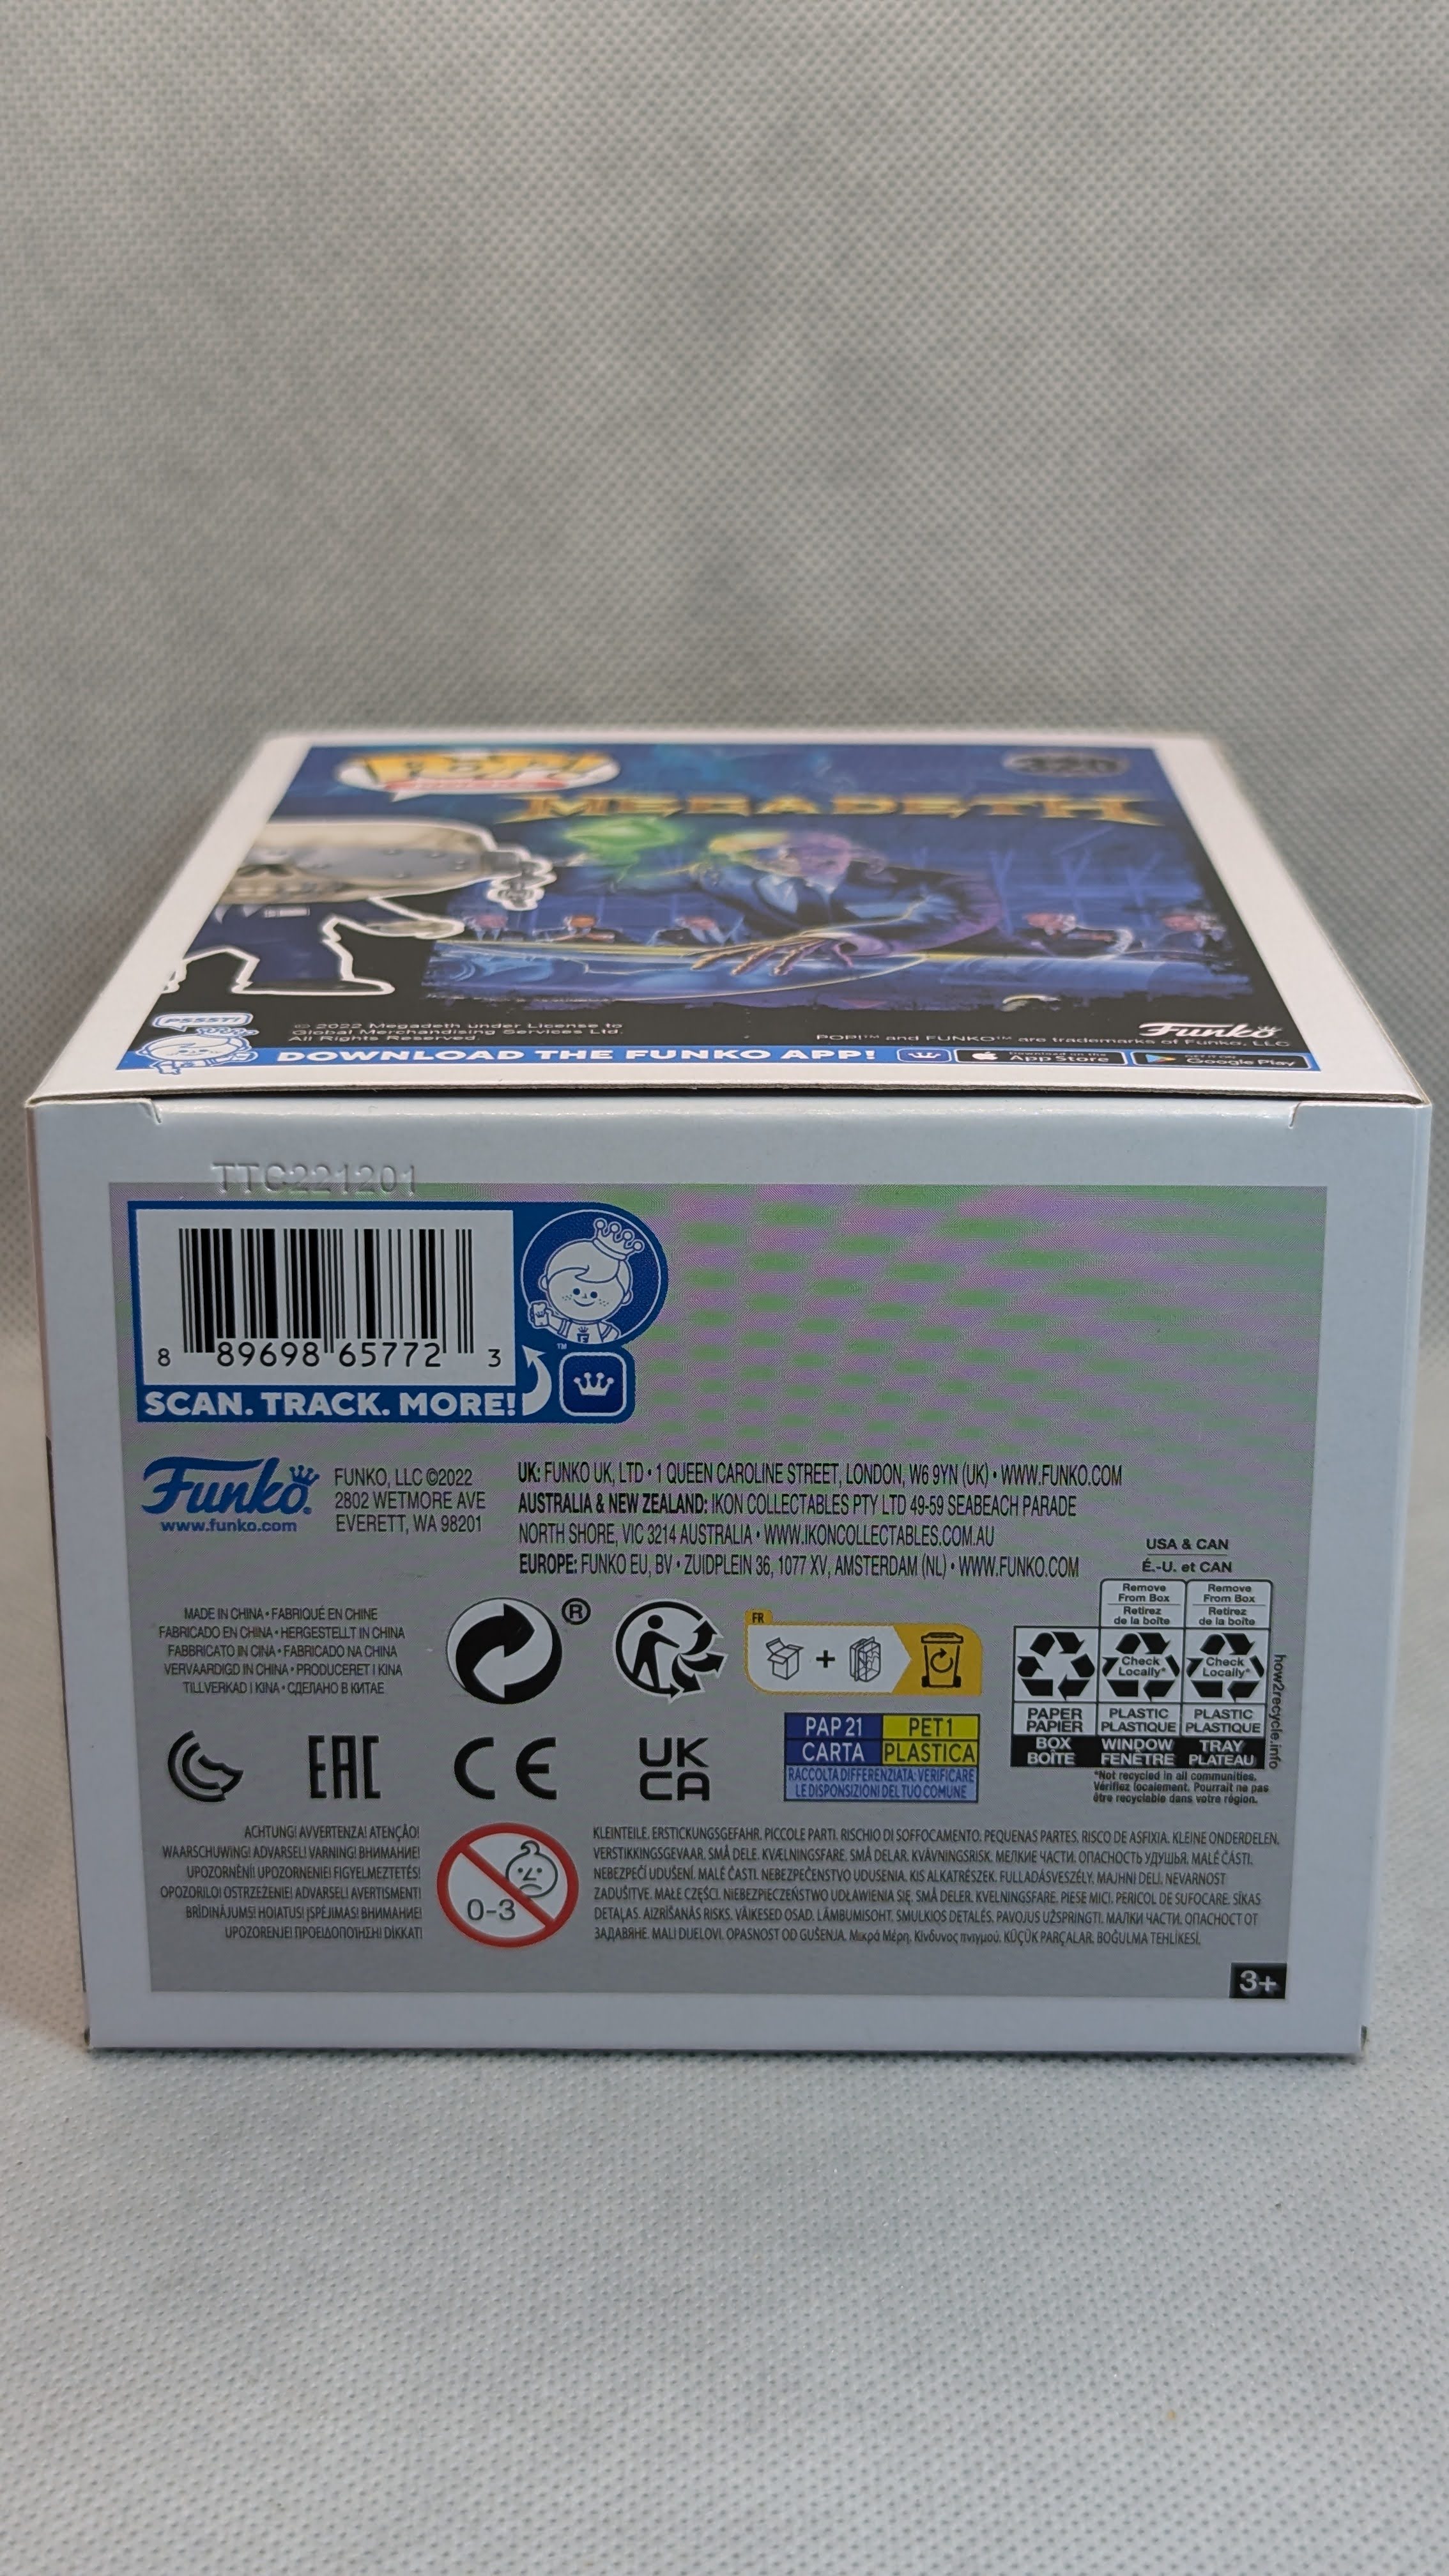 POP!
MEGADETH
PSSST!
© 2022 Megadeth under License to
Global Merchandising Services Ltd.
All Rights Reserved.
Funko
POP!™ and FUNKO™ are trademarks of Funko, LLC
DOWNLOAD THE FUNKO APP!
Download on the
App Store
GET IT ON
Google Play
TTC221201
8 89698 65772 3
™
SCAN. TRACK. MORE!
Funko®
www.funko.com
FUNKO, LLC ©2022
2802 WETMORE AVE
EVERETT, WA 98201
UK: FUNKO UK, LTD • 1 QUEEN CAROLINE STREET, LONDON, W6 9YN (UK) • WWW.FUNKO.COM
AUSTRALIA & NEW ZEALAND: IKON COLLECTABLES PTY LTD 49-59 SEABEACH PARADE
NORTH SHORE, VIC 3214 AUSTRALIA • WWW.IKONCOLLECTABLES.COM.AU
EUROPE: FUNKO EU, BV • ZUIDPLEIN 36, 1077 XV, AMSTERDAM (NL) • WWW.FUNKO.COM
MADE IN CHINA • FABRIQUÉ EN CHINE
FABRICADO EN CHINA • HERGESTELLT IN CHINA
FABBRICATO IN CINA • FABRICADO NA CHINA
VERVAARDIGD IN CHINA • PRODUCERET I KINA
TILLVERKAD I KINA • СДЕЛАНО В КИТАЕ
®
FR
+
USA & CAN
É.-U. et CAN
Remove
From Box
Retirez
de la boîte
Remove
From Box
Retirez
de la boîte
Check
Locally*
Check
Locally*
PAPER
PAPIER
BOX
BOÎTE
PLASTIC
PLASTIQUE
WINDOW
FENÊTRE
PLASTIC
PLASTIQUE
TRAY
PLATEAU
how2recycle.info
*Not recycled in all communities.
Vérifiez localement. Pourrait ne pas
être recyclable dans votre région.
EAC
CE
UK
CA
PAP 21
CARTA
PET1
PLASTICA
RACCOLTA DIFFERENZIATA: VERIFICARE
LE DISPOSIZIONI DEL TUO COMUNE
ACHTUNG! AVVERTENZA! ATENÇÃO!
WAARSCHUWING! ADVARSEL! VARNING! ВНИМАНИЕ!
UPOZORNĚNÍ! UPOZORNENIE! FIGYELMEZTETÉS!
OPOZORILO! OSTRZEŻENIE! ADVARSEL! AVERTISMENT!
BRĪDINĀJUMS! HOIATUS! ĮSPĖJIMAS! ВНИМАНИЕ!
UPOZORENJE! ΠΡΟΕΙΔΟΠΟΙΗΣΗ! DİKKAT!
0-3
KLEINTEILE. ERSTICKUNGSGEFAHR. PICCOLE PARTI. RISCHIO DI SOFFOCAMENTO. PEQUENAS PARTES. RISCO DE ASFIXIA. KLEINE ONDERDELEN.
VERSTIKKINGSGEVAAR. SMÅ DELE. KVÆLNINGSFARE. SMÅ DELAR. KVÄVNINGSRISK. МЕЛКИЕ ЧАСТИ. ОПАСНОСТЬ УДУШЬЯ. MALÉ ČÁSTI.
NEBEZPEČÍ UDUŠENÍ. MALÉ ČASTI. NEBEZPEČENSTVO UDUSENIA. KIS ALKATRÉSZEK. FULLADÁSVESZÉLY. MAJHNI DELI. NEVARNOST
ZADUŠITVE. MAŁE CZĘŚCI. NIEBEZPIECZEŃSTWO UDŁAWIENIA SIĘ. SMÅ DELER. KVELNINGSFARE. PIESE MICI. PERICOL DE SUFOCARE. SĪKAS
DETAĻAS. AIZRĪŠANĀS RISKS. VÄIKESED OSAD. LÄMBUMISOHT. SMULKIOS DETALĖS. PAVOJUS UŽSPRINGTI. МАЛКИ ЧАСТИ. ОПАСНОСТ ОТ
ЗАДАВЯНЕ. MALI DIJELOVI. OPASNOST OD GUŠENJA. Μικρά Μέρη. Κίνδυνος πνιγμού. KÜÇÜK PARÇALAR. BOĞULMA TEHLİKESİ.
3+